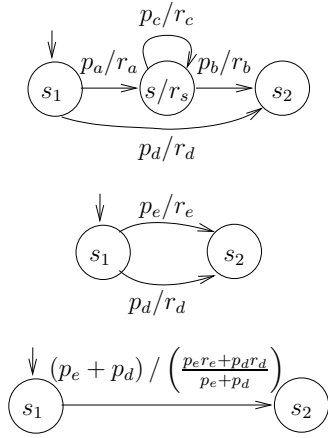 p_c/r_c
p_a/r_a p_b/r_b
s_1 s/r_s s_2
p_d/r_d
p_e/r_e
s_1 s_2
p_d/r_d
(p_e + p_d) / ( \frac{p_e r_e + p_d r_d}{p_e + p_d} )
s_1 s_2